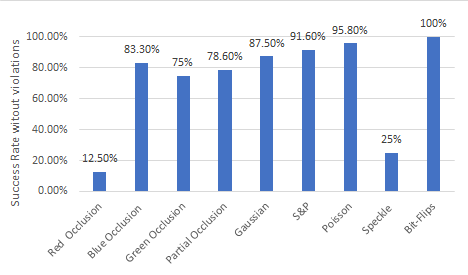 Success Rate witout violations
100.00%
80.00%
60.00%
40.00%
20.00%
0.00%
12.50%
83.30%
75%
78.60%
87.50%
91.60%
95.80%
25%
100%
Red Occlusion
Blue Occlusion
Green Occlusion
Partial Occlusion
Gaussian
S&P
Poisson
Speckle
Bit-Flips